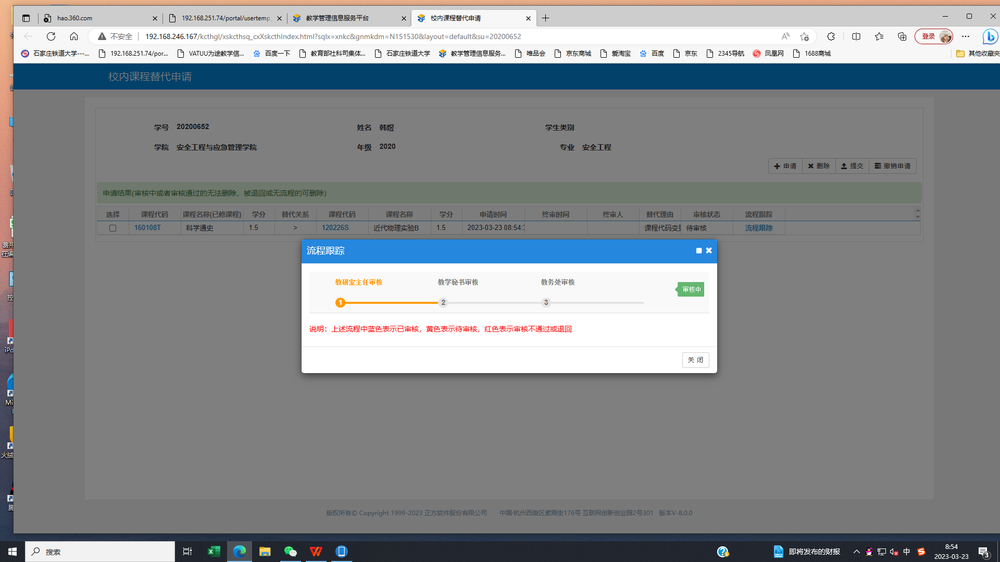 hao.360.com
192.168.251.74/portal/usertemp_
教学管理信息服务平台
校内课程替代申请
不安全
192.168.246.167/kcthgl/xskcthsq_cxXskcthIndex.html?sqlx=xnkc&gnmkdm=N151530&layout=default&su=20200652
登录
石家庄铁道大学---...
192.168.251.74/por...
VATUU为途教学信...
百度一下
教育部社科司集体...
石家庄铁道大学
教学管理信息服务...
唯品会
京东商城
爱淘宝
百度
京东
2345导航
凤凰网
1688商城
其他收藏夹
校内课程替代申请
学号 20200652 姓名 韩煜 学生类别
学院 安全工程与应急管理学院 年级 2020 专业 安全工程
申请 删除 提交 撤销申请
申请结果(审核中或者审核通过的无法删除，被退回或无流程的可删除)
选择 课程代码 课程名称(已修课程) 学分 替代关系 课程代码 课程名称 学分 申请时间 终审时间 终审人 替代理由 审核状态 流程跟踪
160108T 科学通史 1.5 > 120226S 近代物理实验B 1.5 2023-03-23 08:54: 课程代码变 待审核 流程跟踪
流程跟踪
教研室主任审核 教学秘书审核 教务处审核
审核中
1 2 3
说明：上述流程中蓝色表示已审核，黄色表示待审核，红色表示审核不通过或退回
关 闭
版权所有© Copyright 1999-2023 正方软件股份有限公司 中国·杭州西湖区紫霞街176号 互联网创新创业园2号301 版本V-8.0.0
费用
在编
控
iPo
Mi
火绒
腾
搜索
即将发布的财报
中
8:54
2023-03-23
3